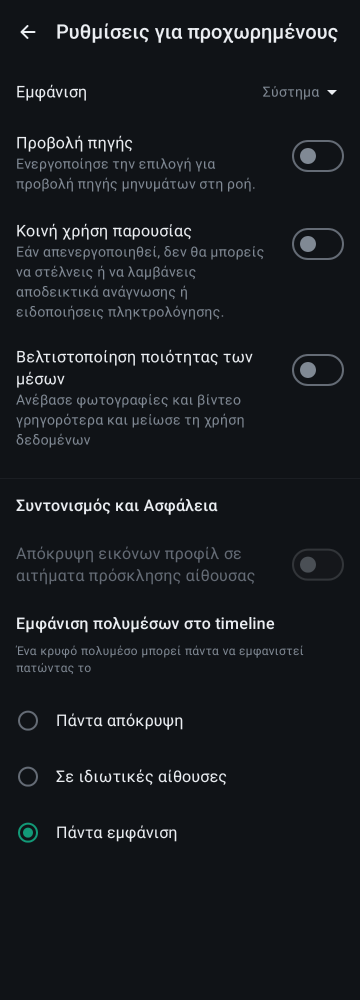 Ρυθμίσεις για προχωρημένους
Εμφάνιση
Σύστημα
Προβολή πηγής
Ενεργοποίησε την επιλογή για
προβολή πηγής μηνυμάτων στη ροή.
Κοινή χρήση παρουσίας
Εάν απενεργοποιηθεί, δεν θα μπορείς
να στέλνεις ή να λαμβάνεις
αποδεικτικά ανάγνωσης ή
ειδοποιήσεις πληκτρολόγησης.
Βελτιστοποίηση ποιότητας των
μέσων
Ανέβασε φωτογραφίες και βίντεο
γρηγορότερα και μείωσε τη χρήση
δεδομένων
Συντονισμός και Ασφάλεια
Απόκρυψη εικόνων προφίλ σε
αιτήματα πρόσκλησης αίθουσας
Εμφάνιση πολυμέσων στο timeline
Ένα κρυφό πολυμέσο μπορεί πάντα να εμφανιστεί
πατώντας το
Πάντα απόκρυψη
Σε ιδιωτικές αίθουσες
Πάντα εμφάνιση